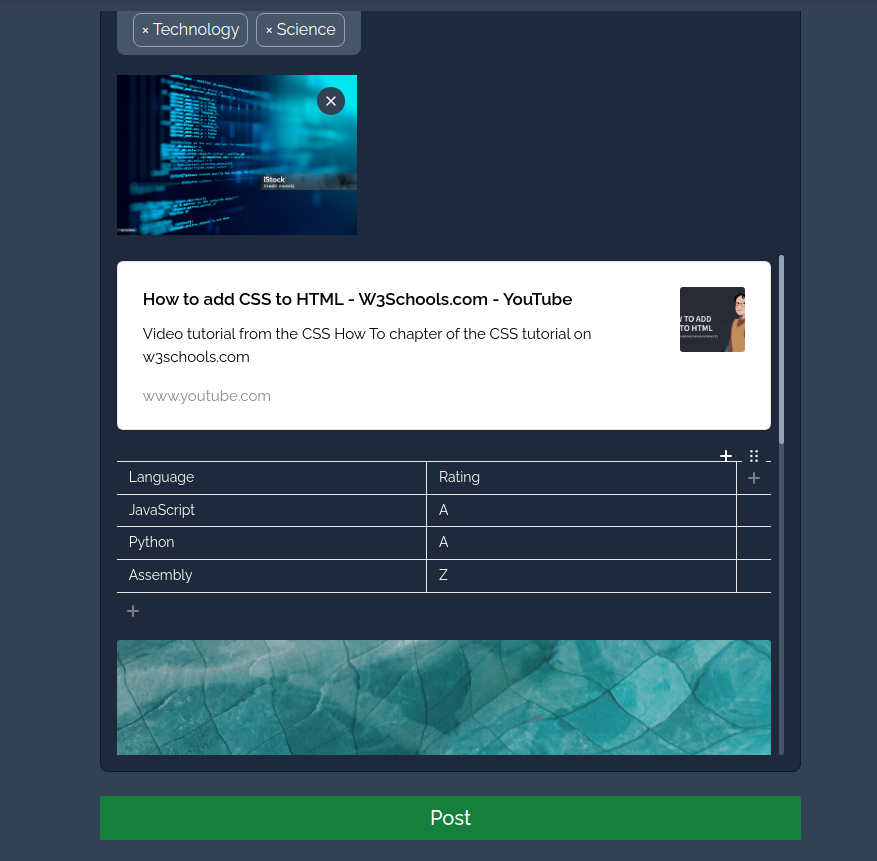 × Technology × Science
iStock
How to add CSS to HTML - W3Schools.com - YouTube
Video tutorial from the CSS How To chapter of the CSS tutorial on
w3schools.com
www.youtube.com
TO ADD
TO HTML
Language Rating
JavaScript A
Python A
Assembly Z
Post